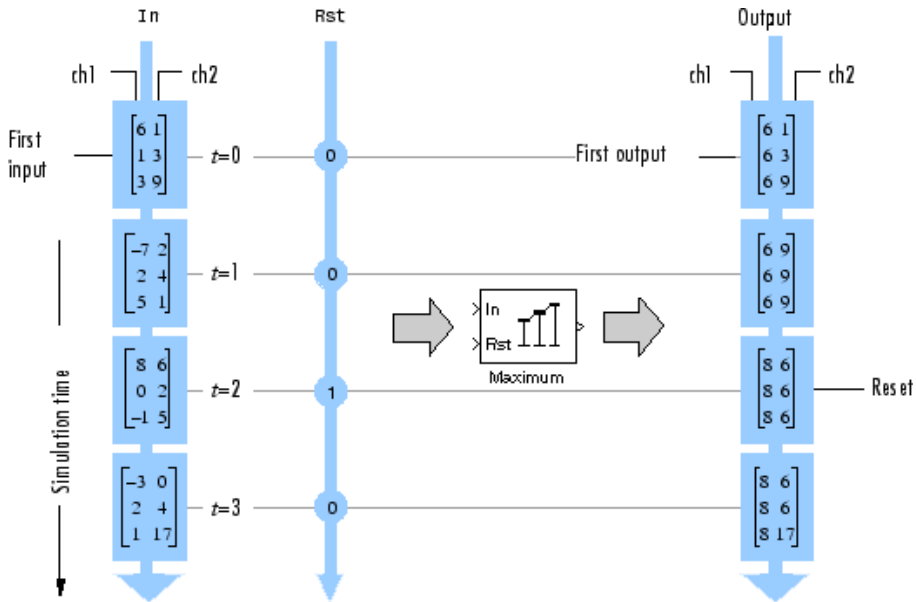 In Rst Output
ch1 ch2 ch1 ch2
First input
6 1
1 3
3 9
t=0
0
First output
6 1
6 3
6 9
−7 2
2 4
5 1
t=1
0
6 9
6 9
6 9
In
Rst
Maximum
Simulation time
8 6
0 2
−1 5
t=2
1
8 6
8 6
8 6
Reset
−3 0
2 4
1 17
t=3
0
8 6
8 6
8 17